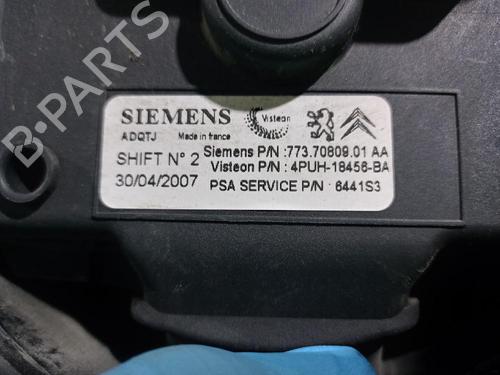 B-PARTS
SIEMENS Visteon
ADQTJ Made in france
SHIFT N° 2 Siemens P/N :773.70809.01 AA
Visteon P/N : 4PUH-18456-BA
30/04/2007 PSA SERVICE P/N : 6441S3